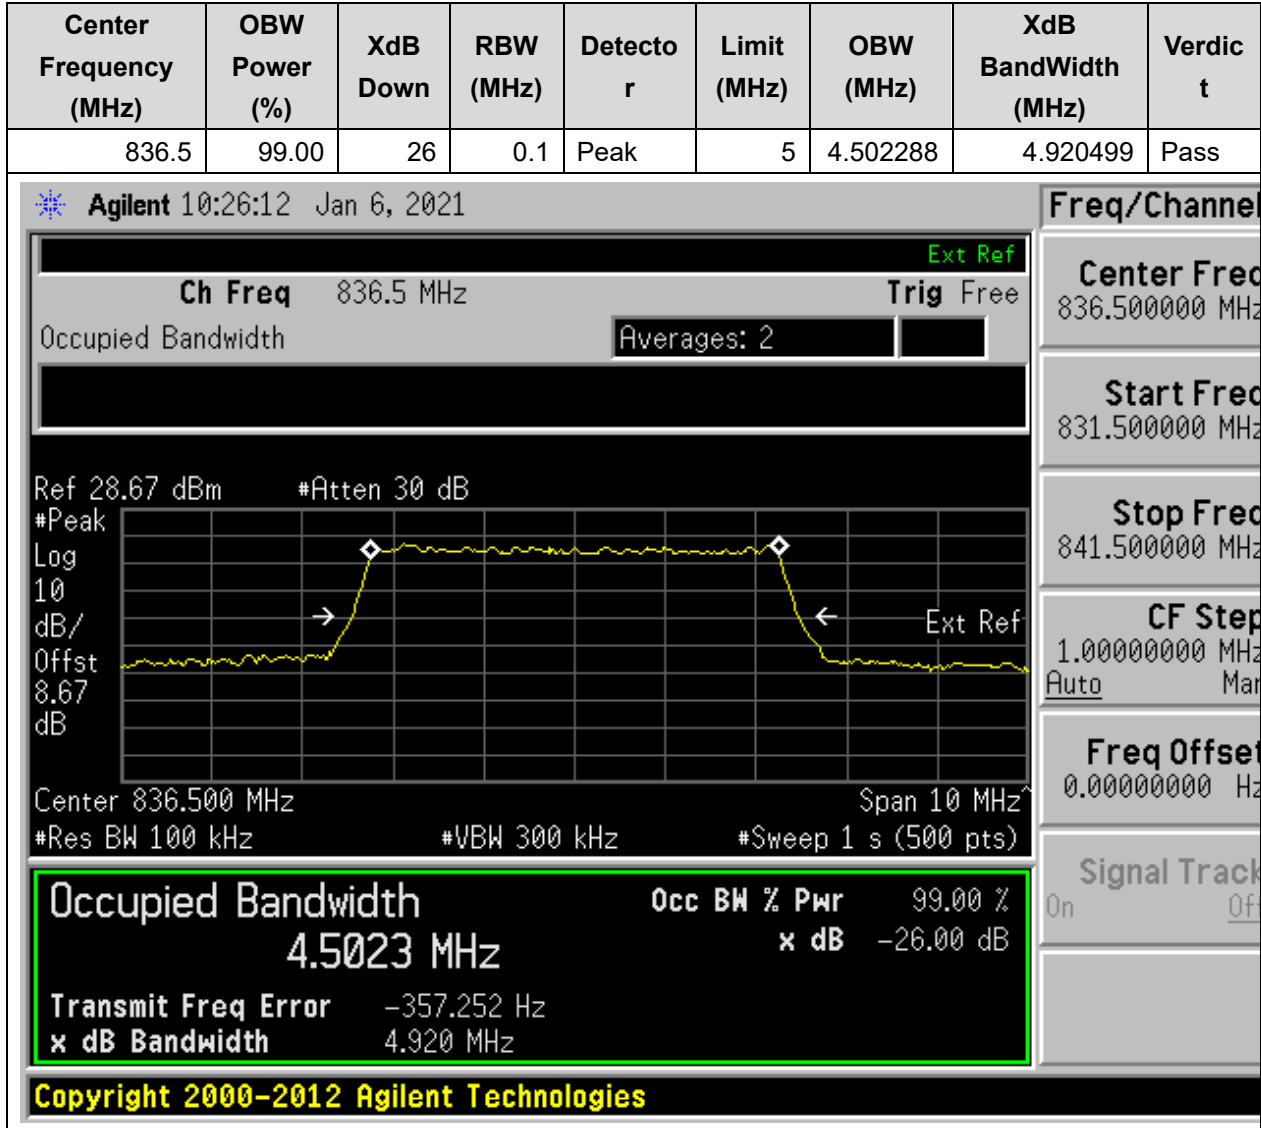 Center Frequency (MHz) OBW Power (%) XdB Down RBW (MHz) Detecto r Limit (MHz) OBW (MHz) XdB BandWidth (MHz) Verdic t
836.5 99.00 26 0.1 Peak 5 4.502288 4.920499 Pass
Agilent 10:26:12 Jan 6, 2021
Freq/Channel
Ext Ref
Ch Freq 836.5 MHz Trig Free
Occupied Bandwidth Averages: 2
Center Freq
836.500000 MHz
Start Freq
831.500000 MHz
Stop Freq
841.500000 MHz
CF Step
1.00000000 MHz
Auto Man
Freq Offset
0.00000000 Hz
Signal Track
On Off
Ref 28.67 dBm #Atten 30 dB
#Peak
Log
10
dB/
Offst
8.67
dB
Ext Ref
Center 836.500 MHz Span 10 MHz^
#Res BW 100 kHz #VBW 300 kHz #Sweep 1 s (500 pts)
Occupied Bandwidth Occ BW % Pwr 99.00 %
4.5023 MHz x dB -26.00 dB
Transmit Freq Error -357.252 Hz
x dB Bandwidth 4.920 MHz
Copyright 2000-2012 Agilent Technologies